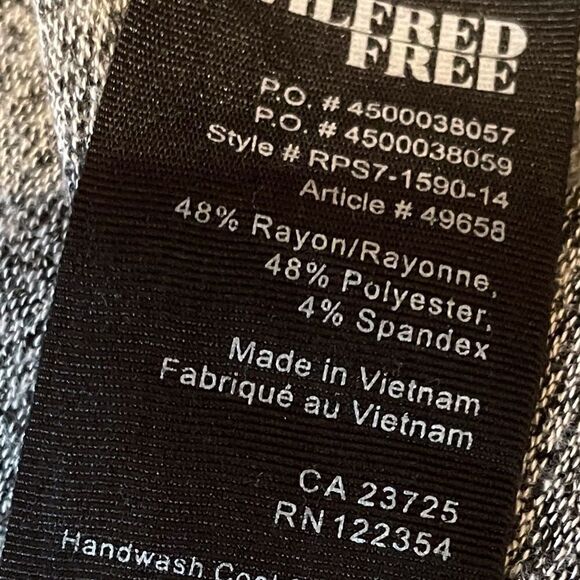 WILFRED
FREE
P.O. # 4500038057
P.O. # 4500038059
Style # RPS7-1590-14
Article # 49658
48% Rayon/Rayonne,
48% Polyester,
4% Spandex
Made in Vietnam
Fabriqué au Vietnam
CA 23725
RN 122354
Handwash